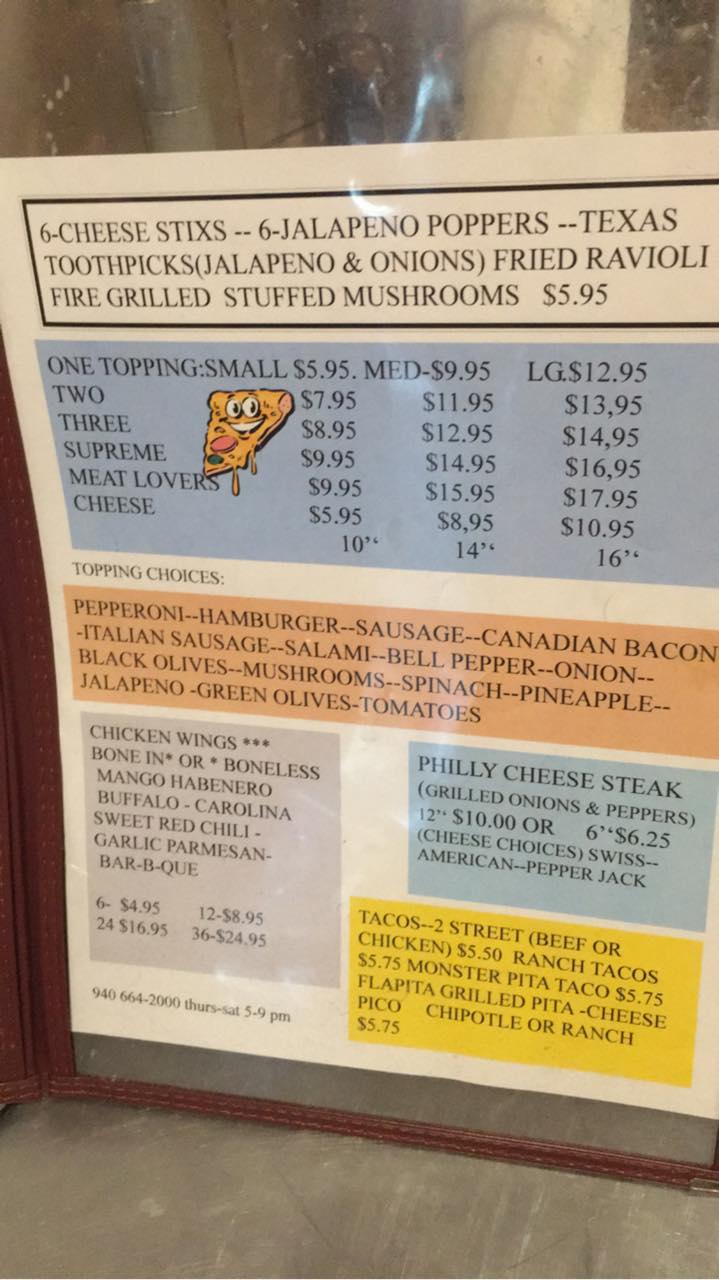 6-CHEESE STIXS -- 6-JALAPENO POPPERS --TEXAS
TOOTHPICKS(JALAPENO & ONIONS) FRIED RAVIOLI
FIRE GRILLED STUFFED MUSHROOMS $5.95
ONE TOPPING:SMALL $5.95. MED-$9.95 LG.$12.95
TWO $7.95 $11.95 $13,95
THREE $8.95 $12.95 $14,95
SUPREME $9.95 $14.95 $16,95
MEAT LOVERS $9.95 $15.95 $17.95
CHEESE $5.95 $8,95 $10.95
10'‘ 14'‘ 16'‘
TOPPING CHOICES:
PEPPERONI--HAMBURGER--SAUSAGE--CANADIAN BACON
-ITALIAN SAUSAGE--SALAMI--BELL PEPPER--ONION--
BLACK OLIVES--MUSHROOMS--SPINACH--PINEAPPLE--
JALAPENO -GREEN OLIVES-TOMATOES
CHICKEN WINGS ***
BONE IN* OR * BONELESS
MANGO HABENERO
BUFFALO - CAROLINA
SWEET RED CHILI -
GARLIC PARMESAN-
BAR-B-QUE
6- $4.95 12-$8.95
24 $16.95 36-$24.95
PHILLY CHEESE STEAK
(GRILLED ONIONS & PEPPERS)
12'‘ $10.00 OR 6'‘$6.25
(CHEESE CHOICES) SWISS--
AMERICAN--PEPPER JACK
TACOS--2 STREET (BEEF OR
CHICKEN) $5.50 RANCH TACOS
$5.75 MONSTER PITA TACO $5.75
FLAPITA GRILLED PITA -CHEESE
PICO CHIPOTLE OR RANCH
$5.75
940 664-2000 thurs-sat 5-9 pm